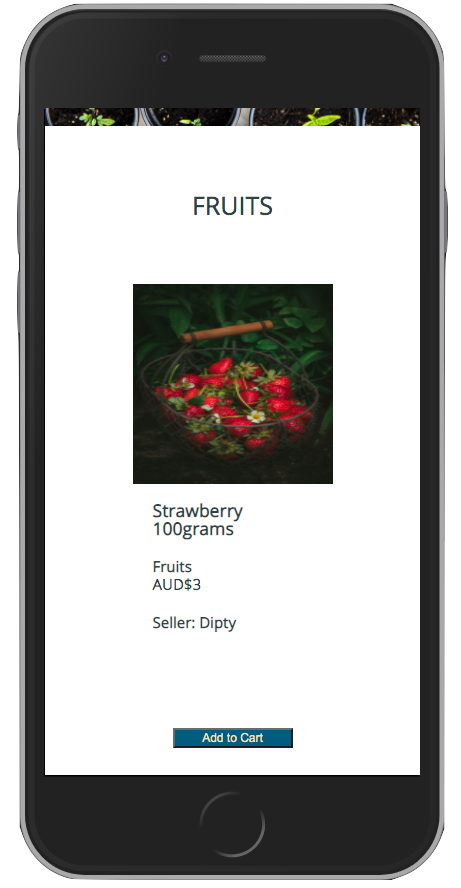 FRUITS
Strawberry
100grams
Fruits
AUD$3
Seller: Dipty
Add to Cart